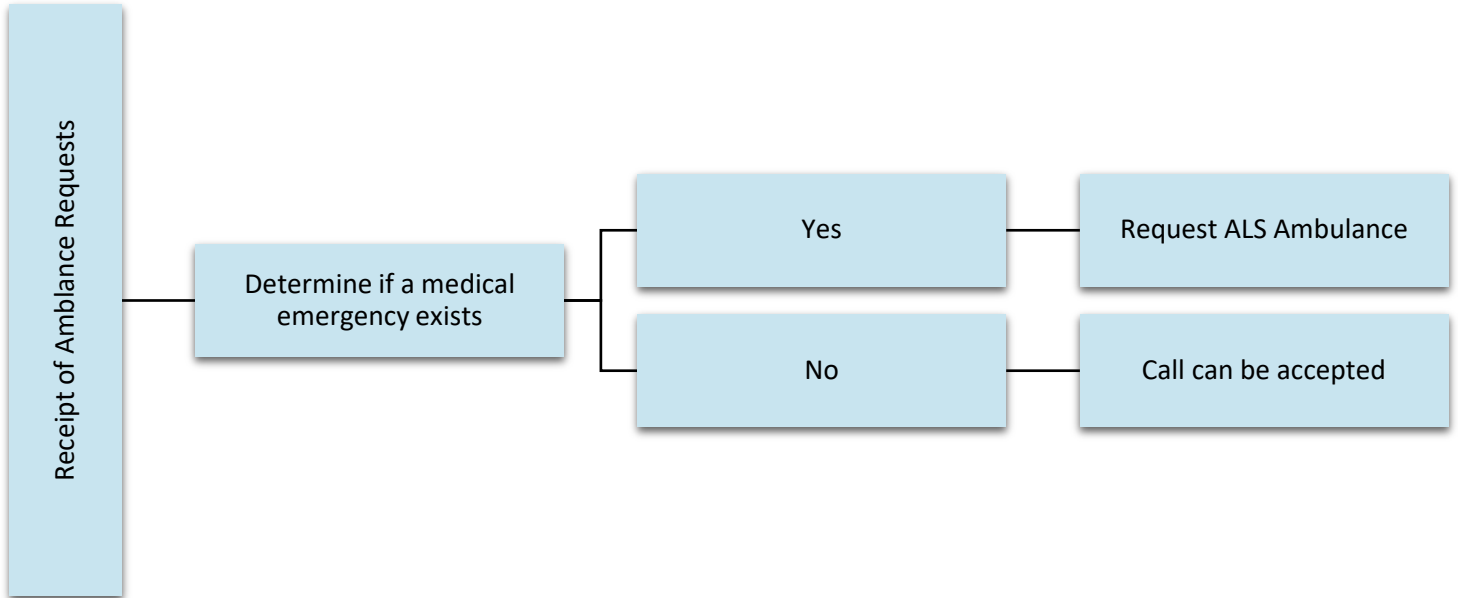 Receipt of Amblance Requests
Determine if a medical
emergency exists
Yes
Request ALS Ambulance
No
Call can be accepted